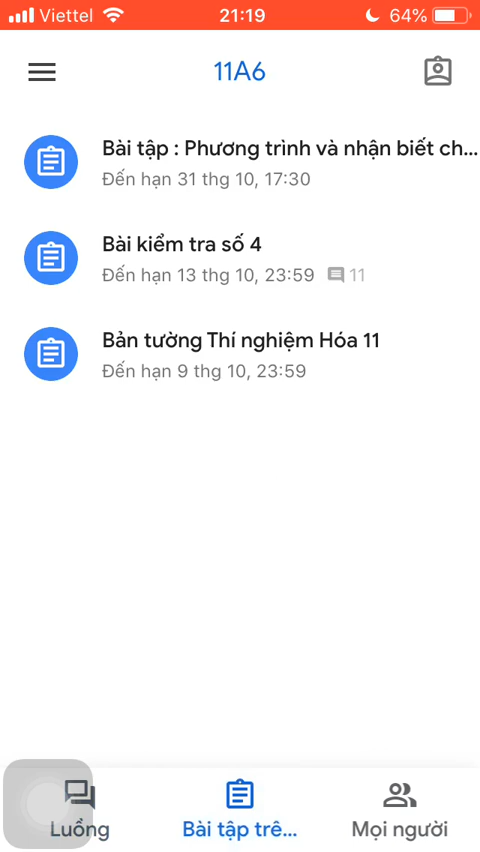 Viettel 21:19 64%
11A6
Bài tập : Phương trình và nhận biết ch...
Đến hạn 31 thg 10, 17:30
Bài kiểm tra số 4
Đến hạn 13 thg 10, 23:59 11
Bản tường Thí nghiệm Hóa 11
Đến hạn 9 thg 10, 23:59
Luồng Bài tập trê... Mọi người